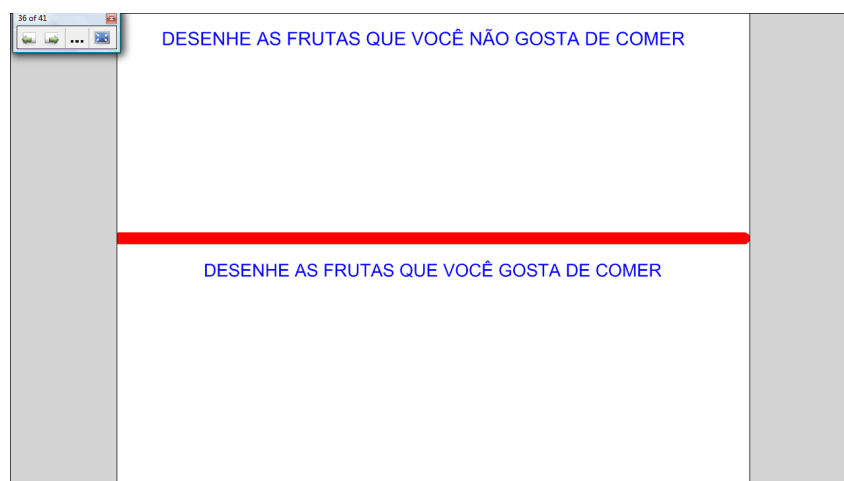 36 of 41
DESENHE AS FRUTAS QUE VOCÊ NÃO GOSTA DE COMER
DESENHE AS FRUTAS QUE VOCÊ GOSTA DE COMER